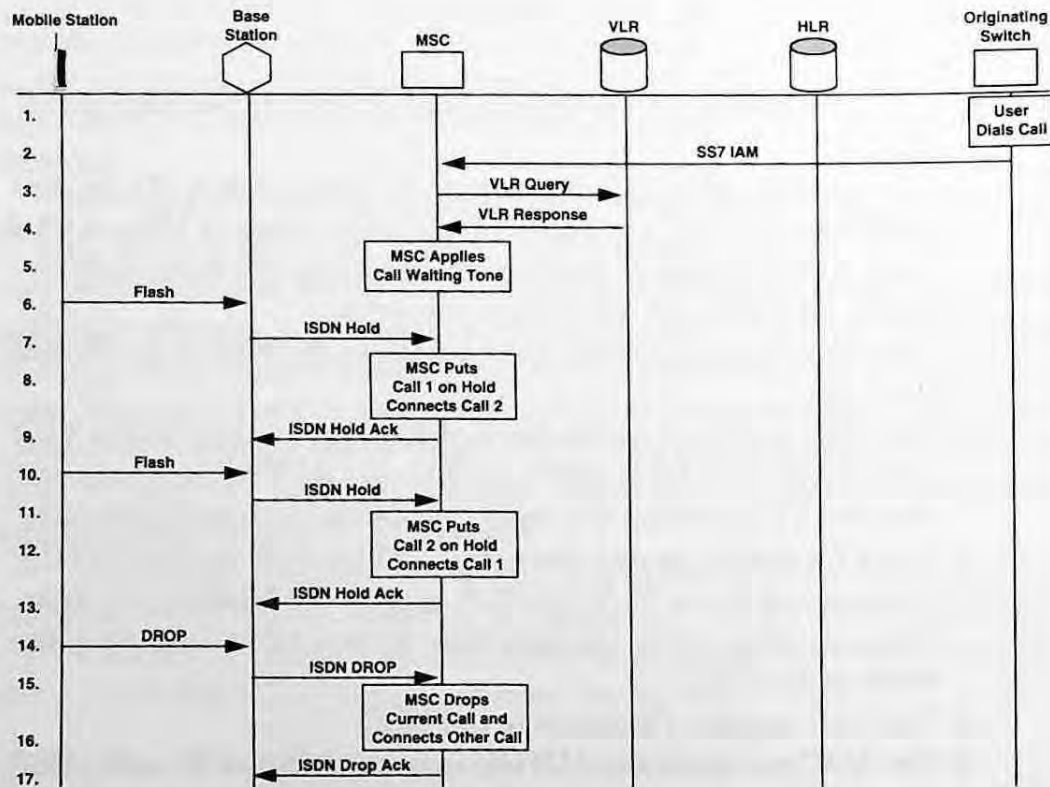 Mobile Station
Base
Station
MSC
VLR
HLR
Originating
Switch
1.
User
Dials Call
2.
SS7 IAM
3.
VLR Query
4.
VLR Response
5.
MSC Applies
Call Waiting Tone
6.
Flash
7.
ISDN Hold
8.
MSC Puts
Call 1 on Hold
Connects Call 2
9.
ISDN Hold Ack
10.
Flash
11.
ISDN Hold
12.
MSC Puts
Call 2 on Hold
Connects Call 1
13.
ISDN Hold Ack
14.
DROP
15.
ISDN DROP
16.
MSC Drops
Current Call and
Connects Other Call
17.
ISDN Drop Ack